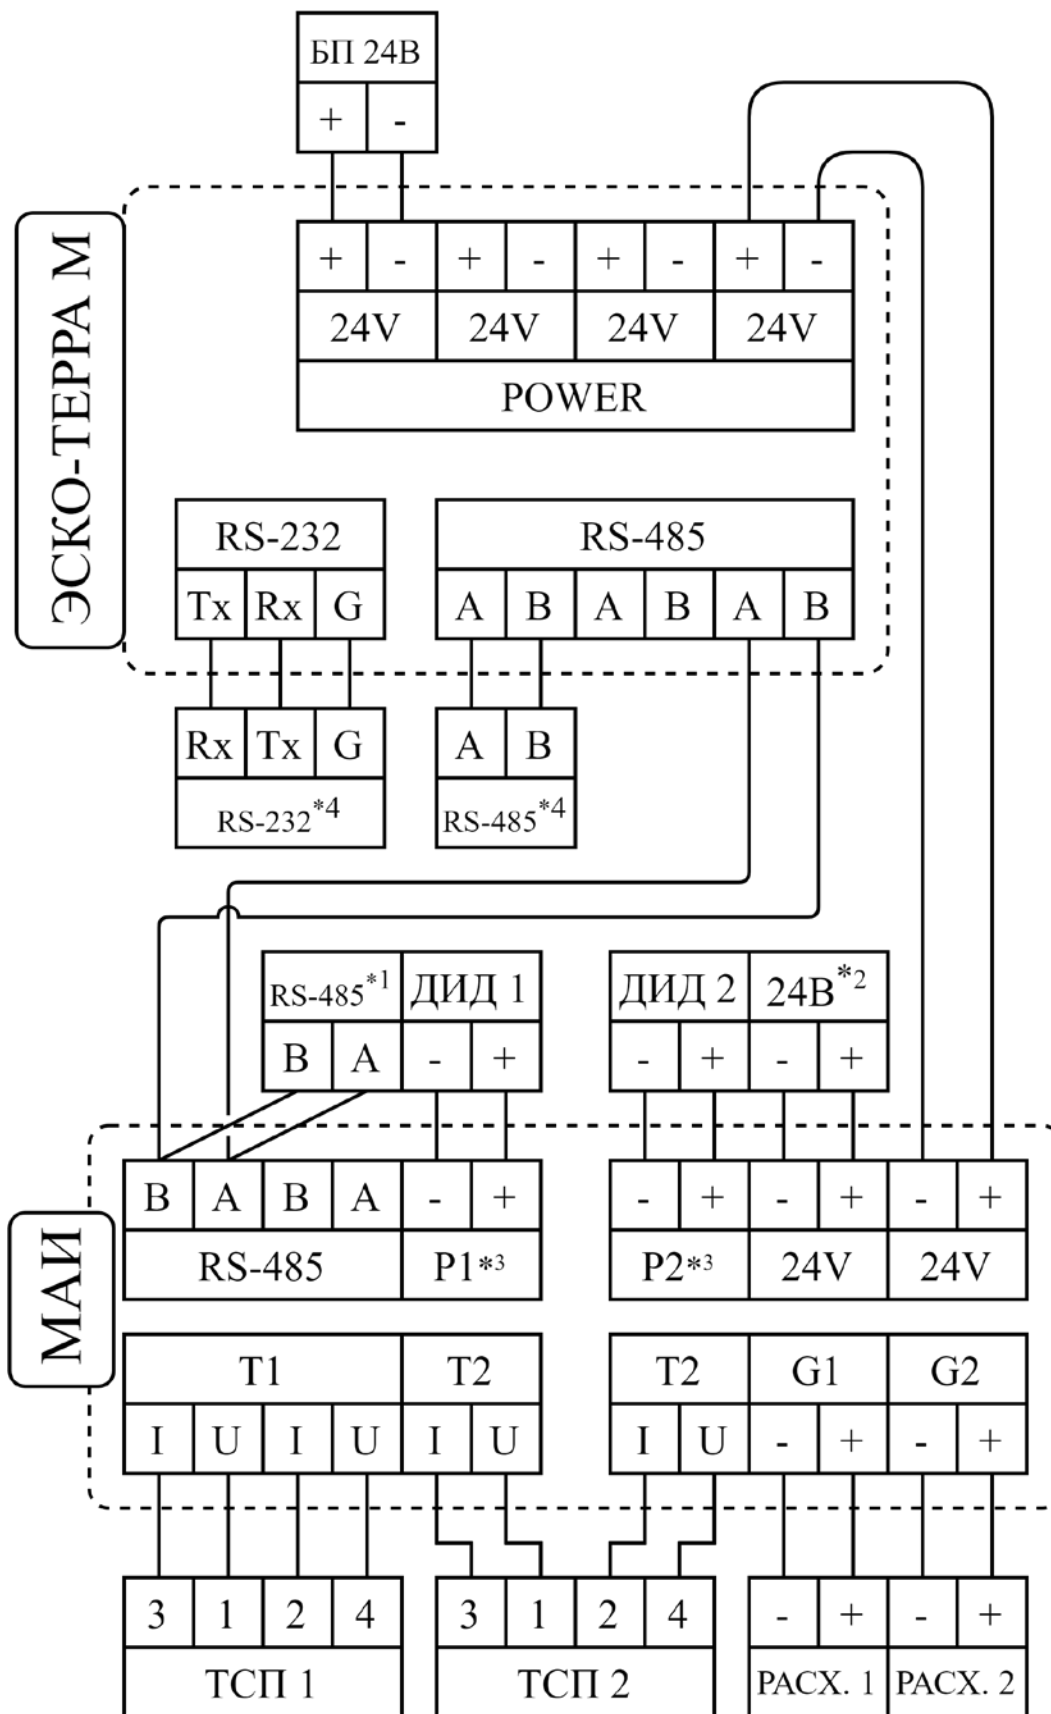 БП 24В
+ -
ЭСКО-ТЕРРА М
+ - + - + - + -
24V 24V 24V 24V
POWER
RS-232 RS-485
Tx Rx G A B A B A B
Rx Tx G A B
RS-232*4 RS-485*4
RS-485*1 ДИД 1 ДИД 2 24В*2
B A - + - + - +
МАИ
B A B A - + - + - + - +
RS-485 P1*3 P2*3 24V 24V
T1 T2 T2 G1 G2
I U I U I U I U - + - +
3 1 2 4 3 1 2 4 - + - +
ТСП 1 ТСП 2 РАСХ. 1 РАСХ. 2